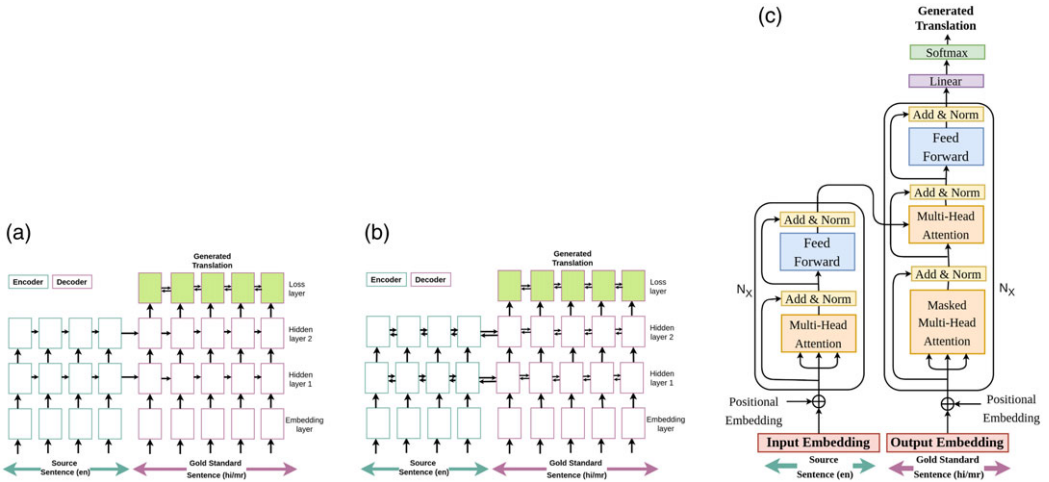 (a)
Generated
Translation
Encoder
Decoder
Loss
layer
Hidden
layer 2
Hidden
layer 1
Embedding
layer
Source
Sentence (en)
Gold Standard
Sentence (hi/mr)
(b)
Generated
Translation
Encoder
Decoder
Loss
layer
Hidden
layer 2
Hidden
layer 1
Embedding
layer
Source
Sentence (en)
Gold Standard
Sentence (hi/mr)
(c)
Generated
Translation
Softmax
Linear
Add & Norm
Feed
Forward
Add & Norm
Multi-Head
Attention
Add & Norm
Masked
Multi-Head
Attention
NX
Add & Norm
Feed
Forward
NX
Add & Norm
Multi-Head
Attention
Positional
Embedding
Positional
Embedding
Input Embedding
Output Embedding
Source
Sentence (en)
Gold Standard
Sentence (hi/mr)